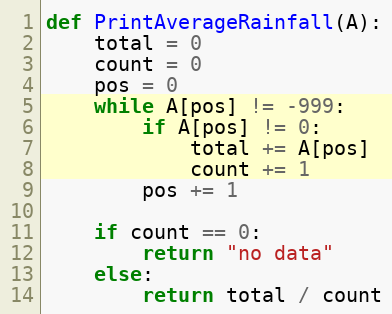 1 def PrintAverageRainfall(A):
2     total = 0
3     count = 0
4     pos = 0
5     while A[pos] != -999:
6         if A[pos] != 0:
7             total += A[pos]
8             count += 1
9         pos += 1
10
11     if count == 0:
12         return "no data"
13     else:
14         return total / count